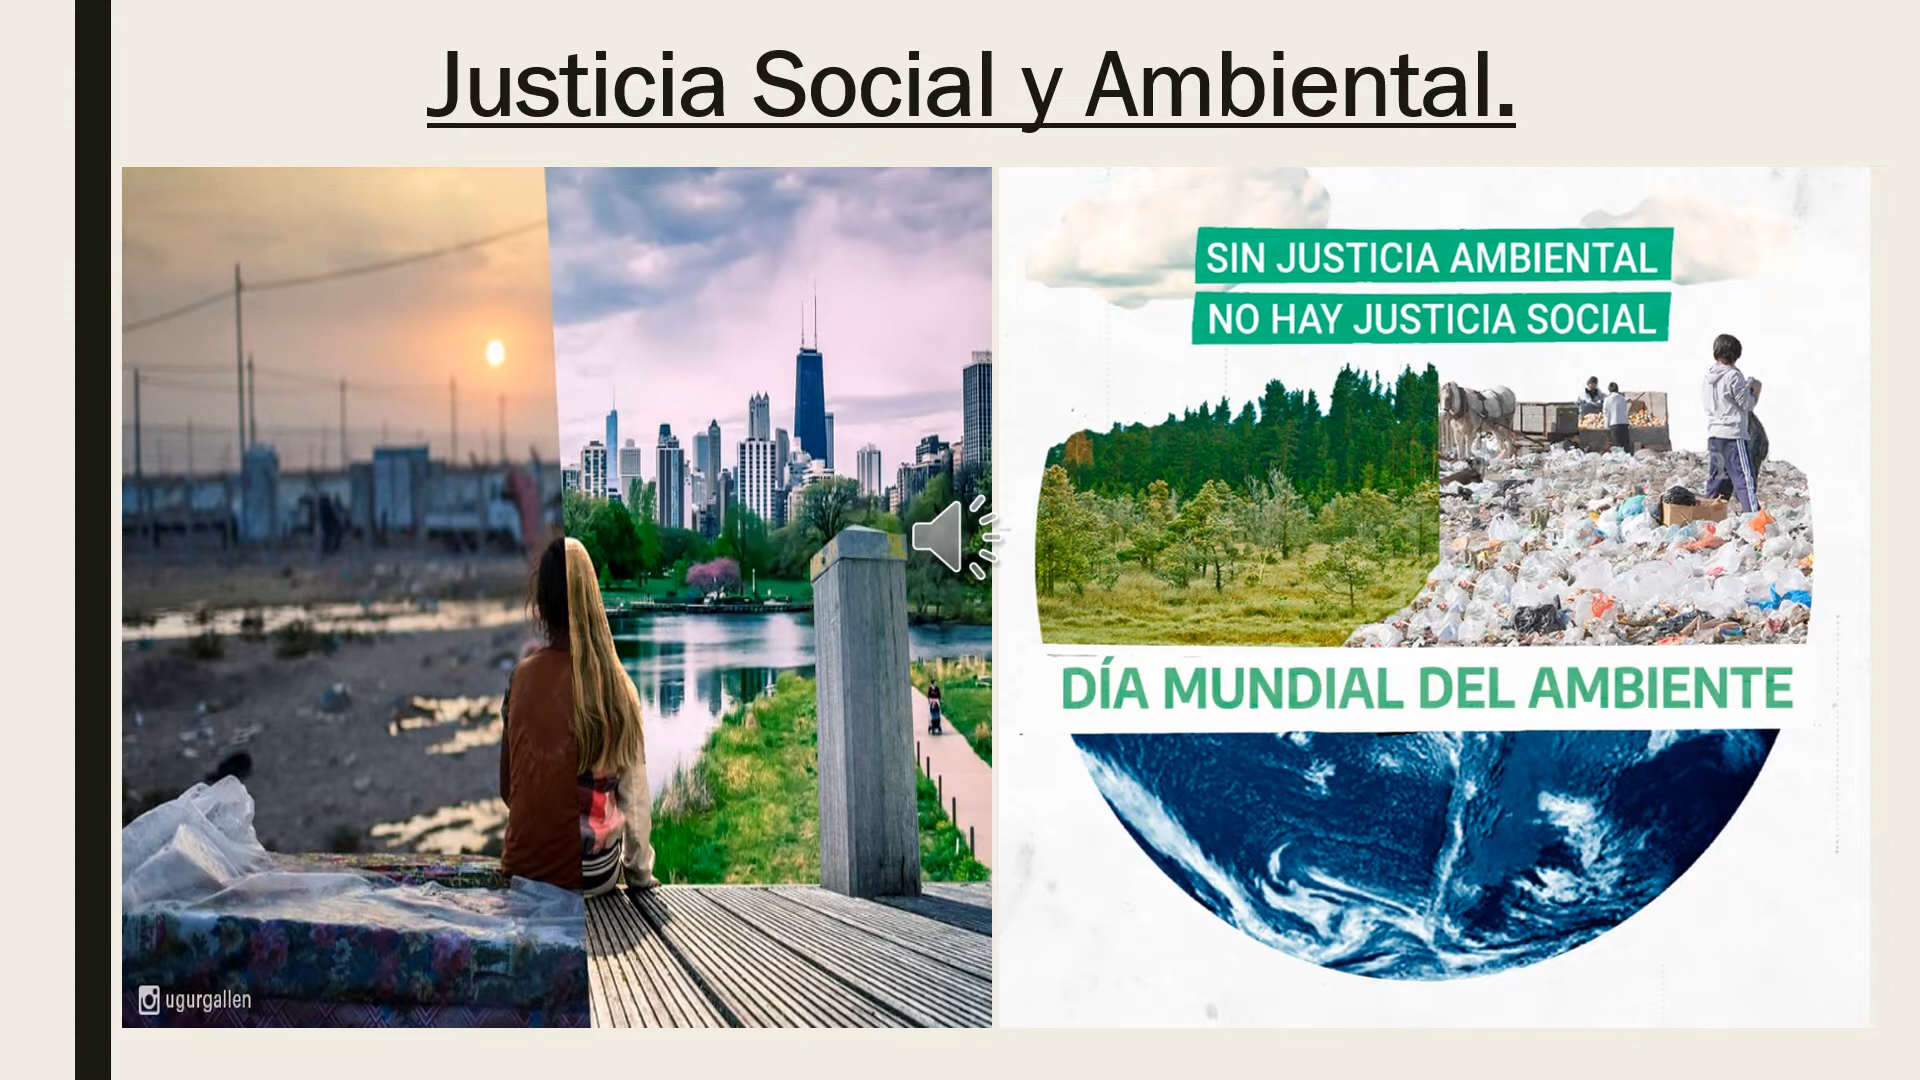 Justicia Social y Ambiental.
SIN JUSTICIA AMBIENTAL
NO HAY JUSTICIA SOCIAL
DÍA MUNDIAL DEL AMBIENTE
ugurgallen